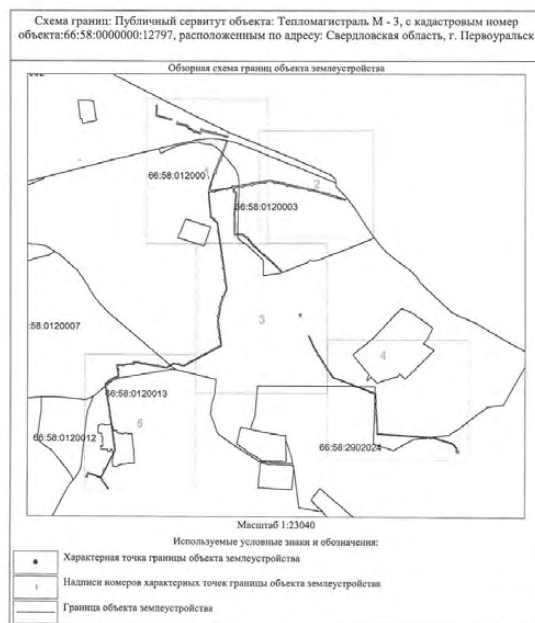 Схема границ: Публичный сервитут объекта: Тепломагистраль М - 3, с кадастровым номер
объекта:66:58:0000000:12797, расположенным по адресу: Свердловская область, г. Первоуральск
Обзорная схема границ объекта землеустройства
1
66:58:012000
2
66:58:0120003
3
:58:0120007
4
66:58:0120013
66:58:0120012
66:58:2902024
Масштаб 1:23040
Используемые условные знаки и обозначения:
Характерная точка границы объекта землеустройства
1
Надписи номеров характерных точек границы объекта землеустройства
Граница объекта землеустройства